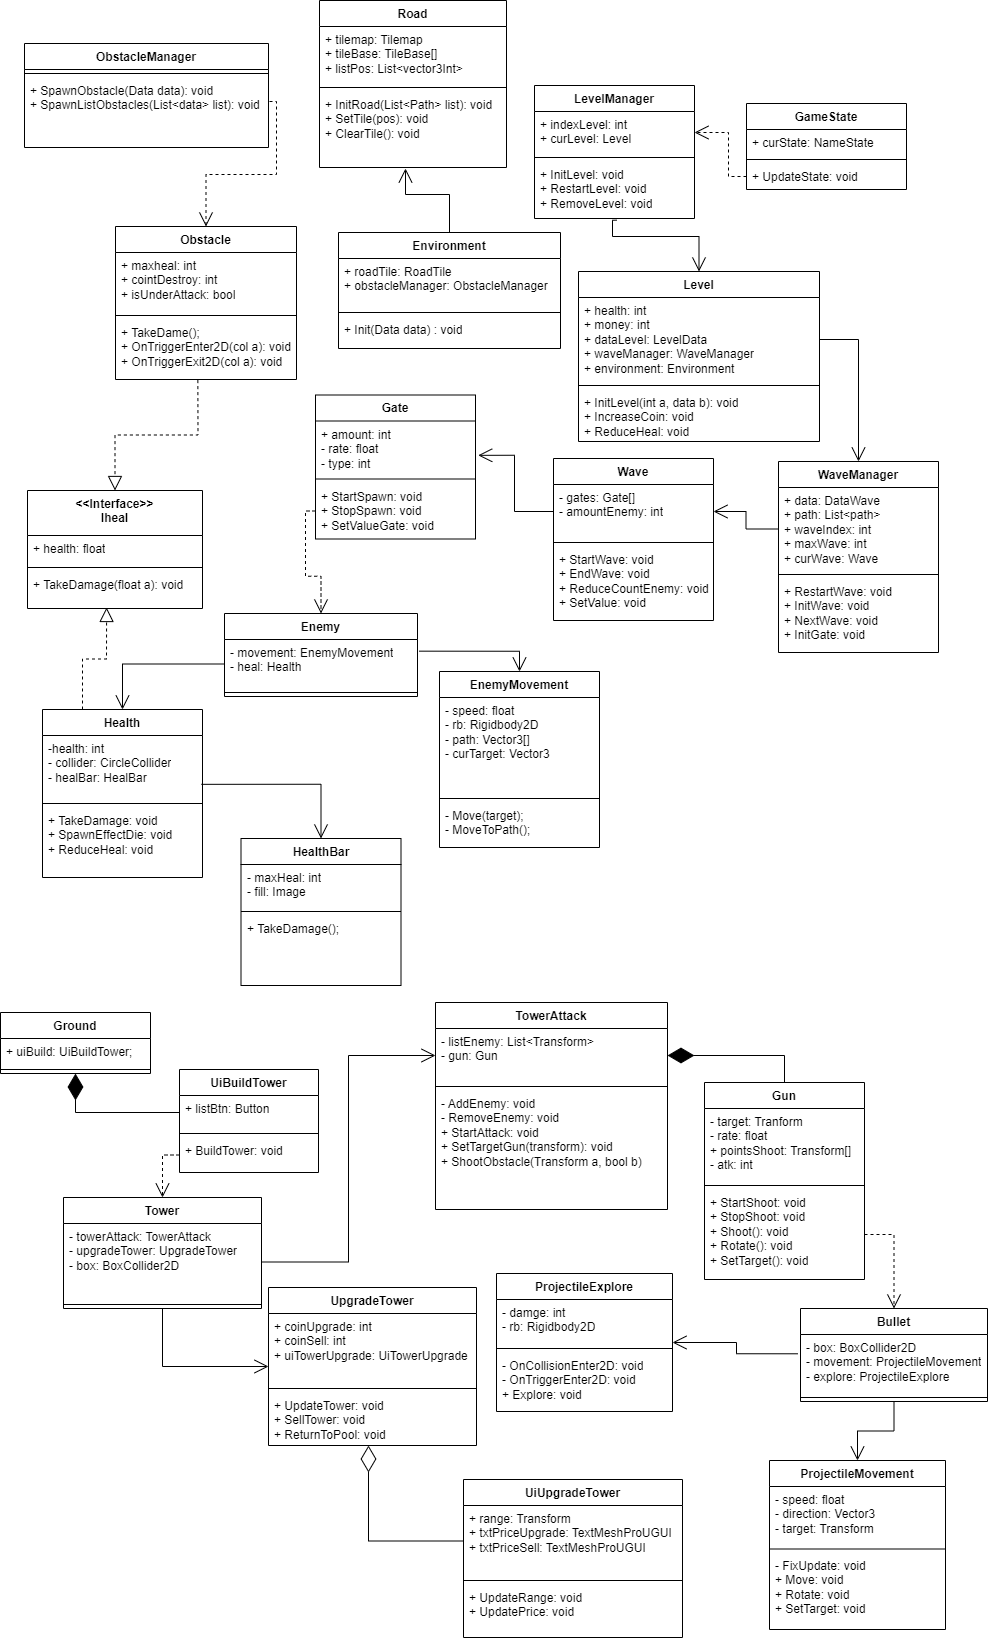 Road
+ tilemap: Tilemap
+ tileBase: TileBase[]
+ listPos: List<vector3Int>
+ InitRoad(List<Path> list): void
+ SetTile(pos): void
+ ClearTile(): void
ObstacleManager
+ SpawnObstacle(Data data): void
+ SpawnListObstacles(List<data> list): void
LevelManager
+ indexLevel: int
+ curLevel: Level
+ InitLevel: void
+ RestartLevel: void
+ RemoveLevel: void
GameState
+ curState: NameState
+ UpdateState: void
Obstacle
+ maxheal: int
+ cointDestroy: int
+ isUnderAttack: bool
+ TakeDame();
+ OnTriggerEnter2D(col a): void
+ OnTriggerExit2D(col a): void
Environment
+ roadTile: RoadTile
+ obstacleManager: ObstacleManager
+ Init(Data data) : void
Level
+ health: int
+ money: int
+ dataLevel: LevelData
+ waveManager: WaveManager
+ environment: Environment
+ InitLevel(int a, data b): void
+ IncreaseCoin: void
+ ReduceHeal: void
Gate
+ amount: int
- rate: float
- type: int
+ StartSpawn: void
+ StopSpawn: void
+ SetValueGate: void
Wave
- gates: Gate[]
- amountEnemy: int
+ StartWave: void
+ EndWave: void
+ ReduceCountEnemy: void
+ SetValue: void
WaveManager
+ data: DataWave
+ path: List<path>
+ waveIndex: int
+ maxWave: int
+ curWave: Wave
+ RestartWave: void
+ InitWave: void
+ NextWave: void
+ InitGate: void
<<Interface>>
Iheal
+ health: float
+ TakeDamage(float a): void
Enemy
- movement: EnemyMovement
- heal: Health
EnemyMovement
- speed: float
- rb: Rigidbody2D
- path: Vector3[]
- curTarget: Vector3
- Move(target);
- MoveToPath();
Health
-health: int
- collider: CircleCollider
- healBar: HealBar
+ TakeDamage: void
+ SpawnEffectDie: void
+ ReduceHeal: void
HealthBar
- maxHeal: int
- fill: Image
+ TakeDamage();
Ground
+ uiBuild: UiBuildTower;
UiBuildTower
+ listBtn: Button
+ BuildTower: void
TowerAttack
- listEnemy: List<Transform>
- gun: Gun
- AddEnemy: void
- RemoveEnemy: void
+ StartAttack: void
+ SetTargetGun(transform): void
+ ShootObstacle(Transform a, bool b)
Gun
- target: Tranform
- rate: float
+ pointsShoot: Transform[]
- atk: int
+ StartShoot: void
+ StopShoot: void
+ Shoot(): void
+ Rotate(): void
+ SetTarget(): void
Tower
- towerAttack: TowerAttack
- upgradeTower: UpgradeTower
- box: BoxCollider2D
UpgradeTower
+ coinUpgrade: int
+ coinSell: int
+ uiTowerUpgrade: UiTowerUpgrade
+ UpdateTower: void
+ SellTower: void
+ ReturnToPool: void
ProjectileExplore
- damge: int
- rb: Rigidbody2D
- OnCollisionEnter2D: void
- OnTriggerEnter2D: void
+ Explore: void
Bullet
- box: BoxCollider2D
- movement: ProjectileMovement
- explore: ProjectileExplore
ProjectileMovement
- speed: float
- direction: Vector3
- target: Transform
- FixUpdate: void
+ Move: void
+ Rotate: void
+ SetTarget: void
UiUpgradeTower
+ range: Transform
+ txtPriceUpgrade: TextMeshProUGUI
+ txtPriceSell: TextMeshProUGUI
+ UpdateRange: void
+ UpdatePrice: void